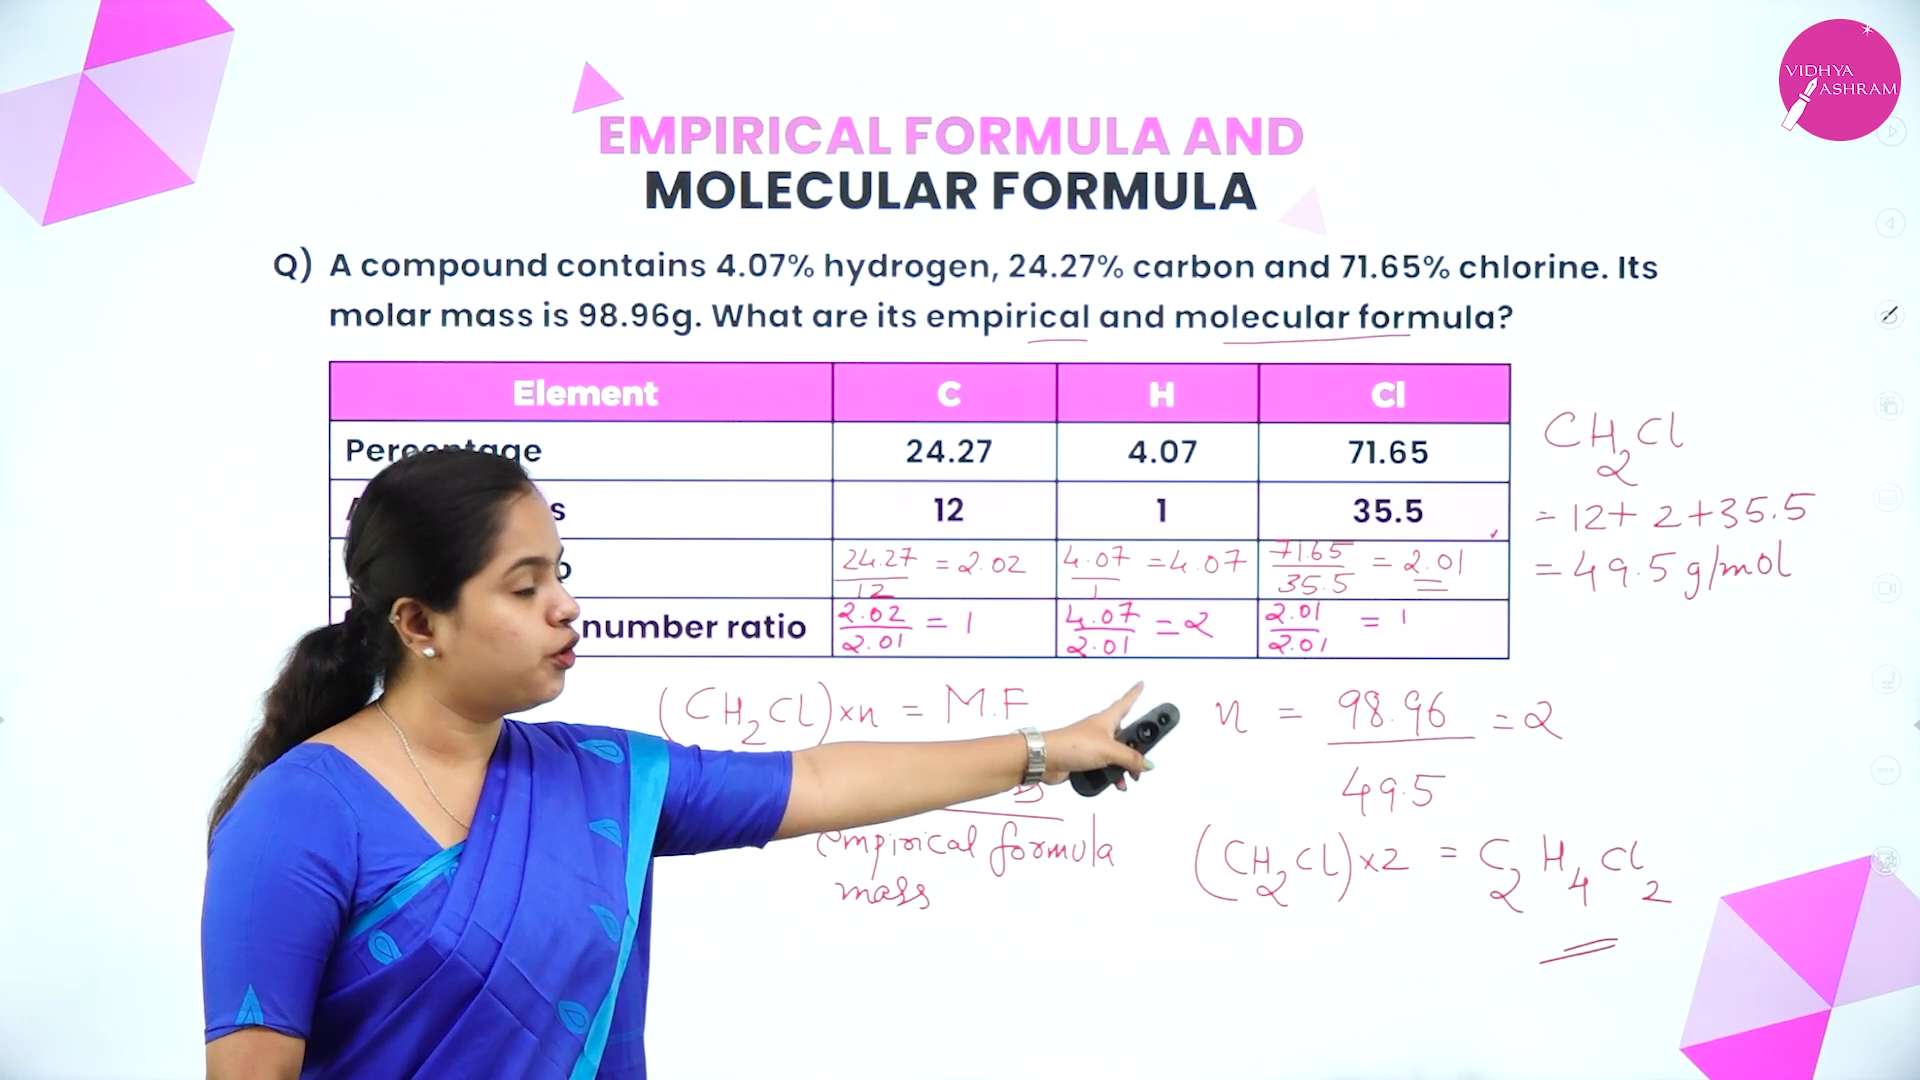 VIDHYA
ASHRAM
EMPIRICAL FORMULA AND
MOLECULAR FORMULA
Q) A compound contains 4.07% hydrogen, 24.27% carbon and 71.65% chlorine. Its
molar mass is 98.96g. What are its empirical and molecular formula?
Element C H Cl
24.27 4.07 71.65
12 1 35.5
24.27/12 = 2.02 4.07/1 = 4.07 71.65/35.5 = 2.01
number ratio 2.02/2.01 = 1 4.07/2.01 = 2 2.01/2.01 = 1
CH2Cl
= 12+ 2+35.5
= 49.5 g/mol
(CH2Cl)×n = M.F
empirical formula
mass
n = 98.96/49.5 = 2
(CH2Cl)×2 = C2H4Cl2